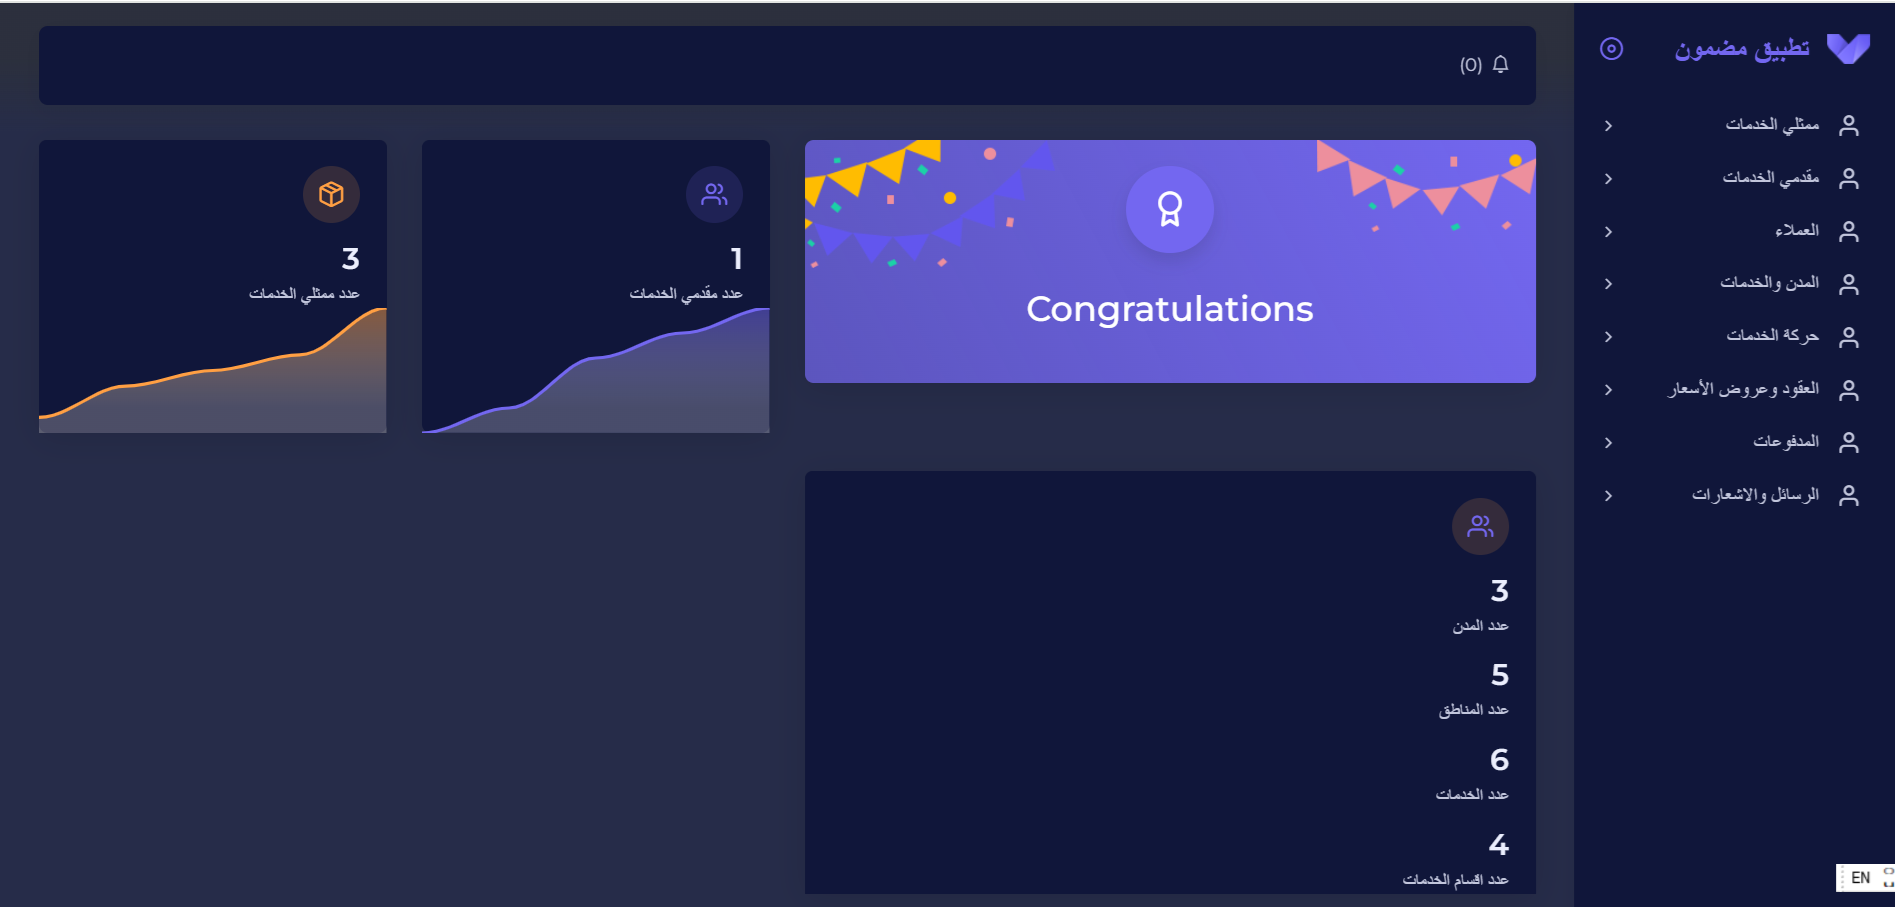 تطبيق مضمون
ممثلي الخدمات
مقدمي الخدمات
العملاء
المدن والخدمات
حركة الخدمات
العقود وعروض الأسعار
المدفوعات
الرسائل والاشعارات
(0)
Congratulations
1
عدد مقدمي الخدمات
3
عدد ممثلي الخدمات
3
عدد المدن
5
عدد المناطق
6
عدد الخدمات
4
عدد اقسام الخدمات
EN